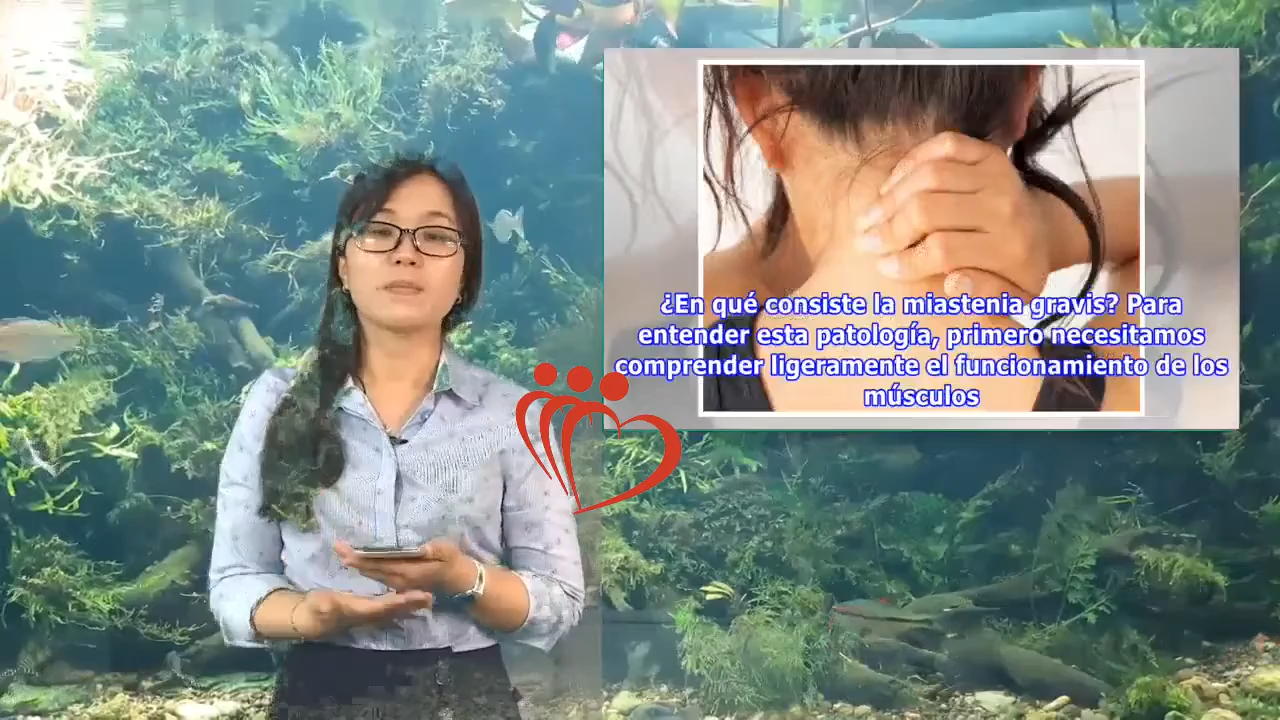 ¿En qué consiste la miastenia gravis? Para
entender esta patología, primero necesitamos
comprender ligeramente el funcionamiento de los
músculos